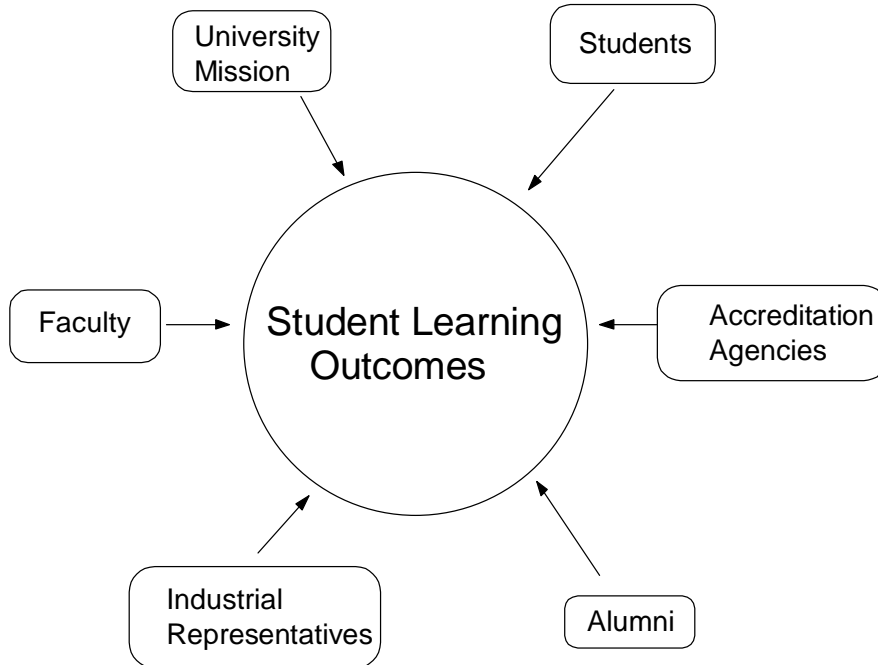 University
Mission
Students
Faculty
Student Learning
Outcomes
Accreditation
Agencies
Industrial
Representatives
Alumni